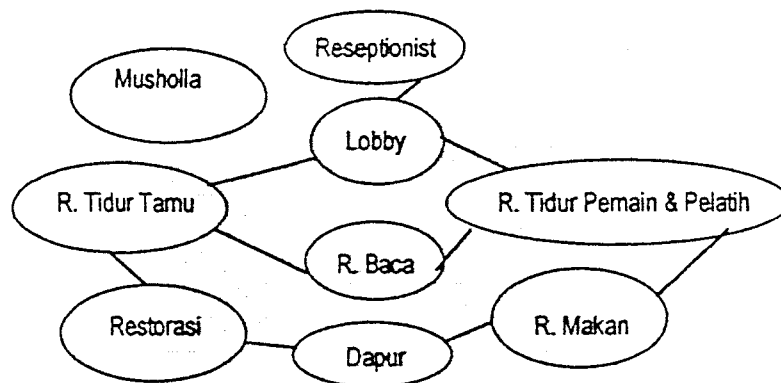 Reseptionist
Musholla
Lobby
R. Tidur Tamu
R. Tidur Pemain & Pelatih
R. Baca
Restorasi
R. Makan
Dapur